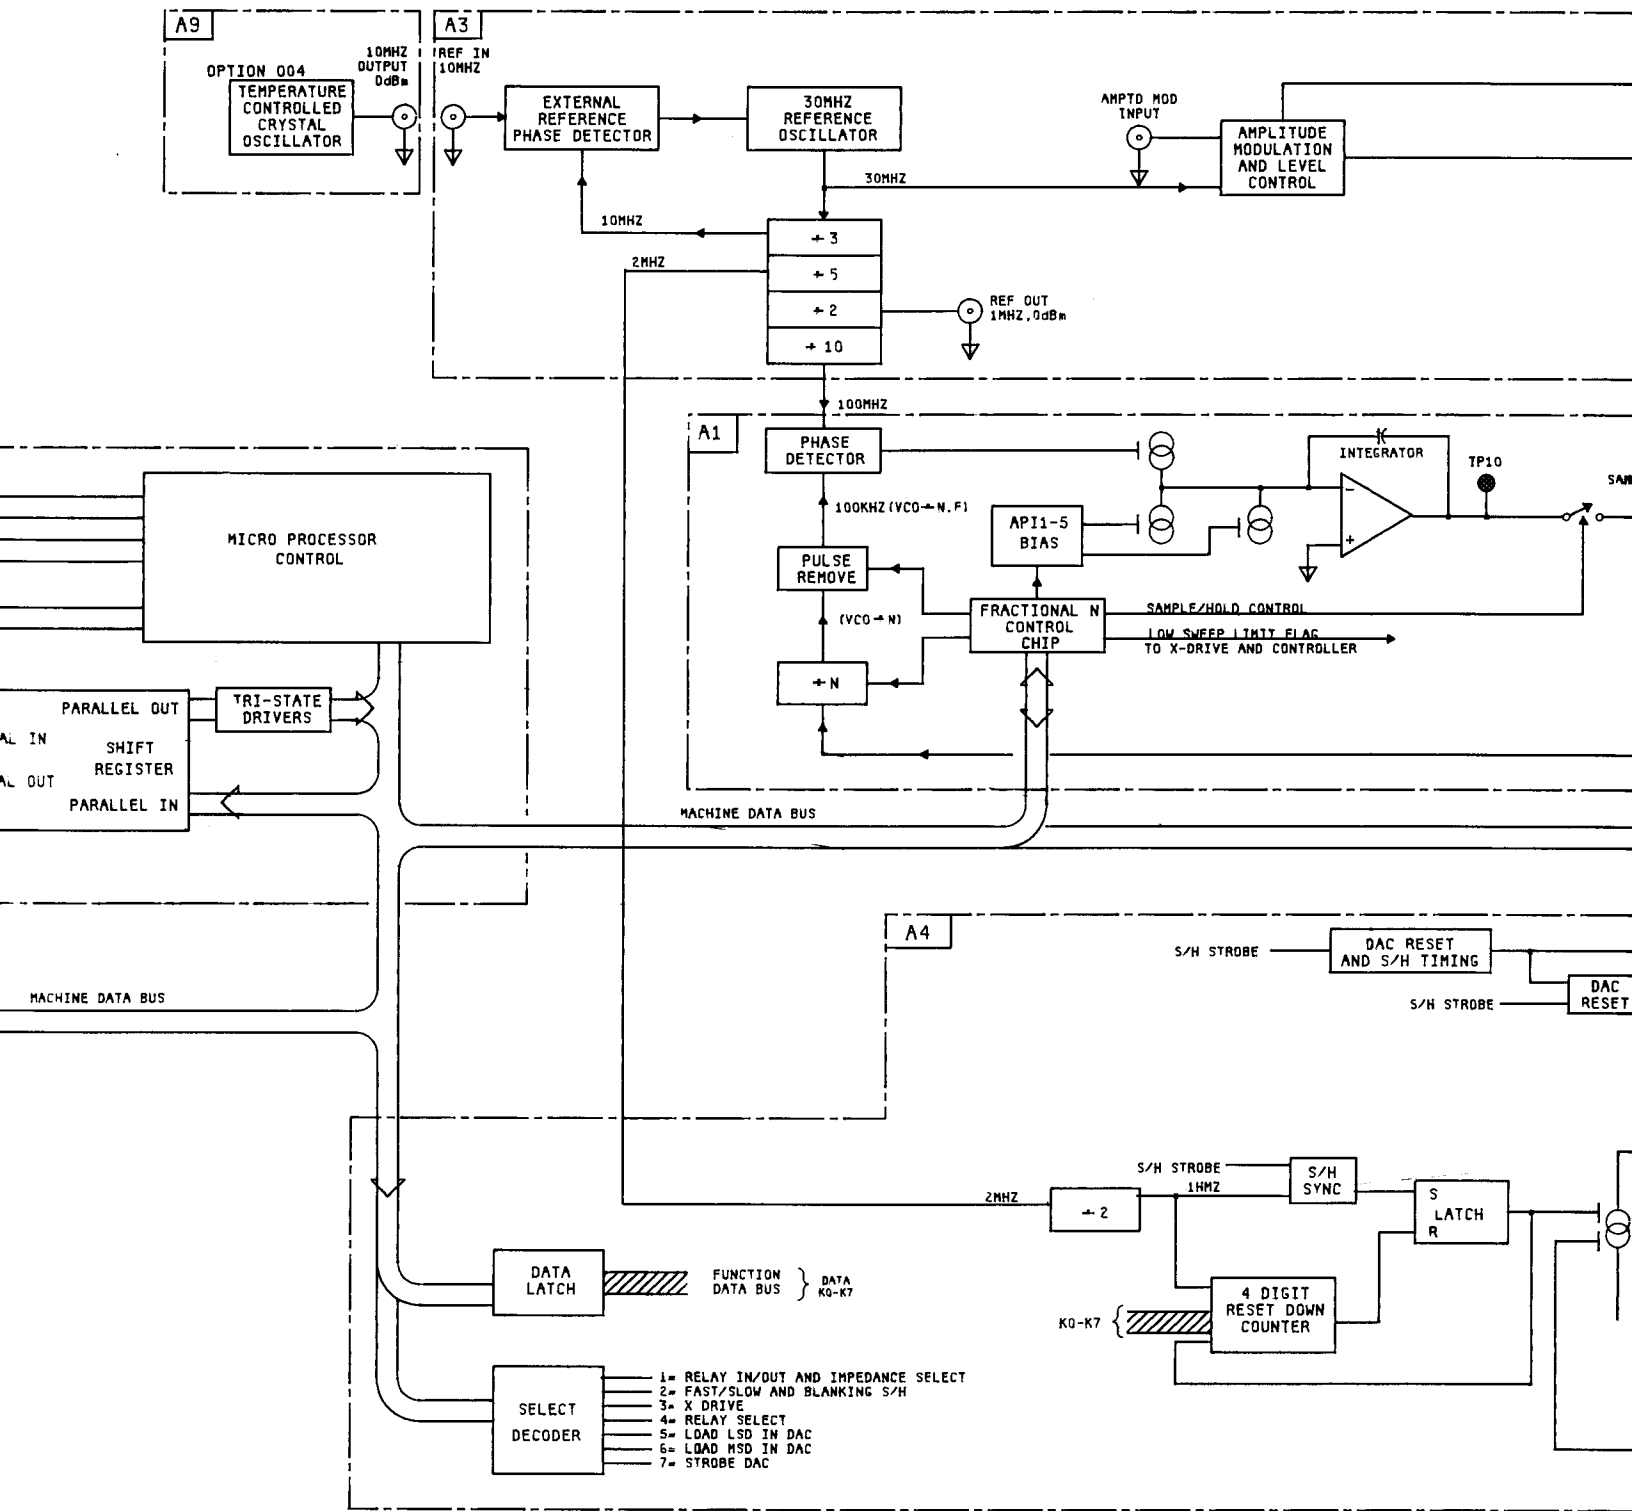 A9
A3
10MHZ
OUTPUT
0dBm
REF IN
10MHZ
OPTION 004
TEMPERATURE
CONTROLLED
CRYSTAL
OSCILLATOR
EXTERNAL
REFERENCE
PHASE DETECTOR
30MHZ
REFERENCE
OSCILLATOR
AMPTD MOD
INPUT
AMPLITUDE
MODULATION
AND LEVEL
CONTROL
30MHZ
10MHZ
÷ 3
2MHZ
÷ 5
÷ 2
REF OUT
1MHZ,0dBm
÷ 10
100MHZ
A1
PHASE
DETECTOR
INTEGRATOR
TP10
SAM
100KHZ(VCO÷N.F)
API1-5
BIAS
-
+
MICRO PROCESSOR
CONTROL
PULSE
REMOVE
(VCO÷N)
FRACTIONAL N
CONTROL
CHIP
SAMPLE/HOLD CONTROL
LOW SWEEP LIMIT FLAG
TO X-DRIVE AND CONTROLLER
÷ N
PARALLEL OUT
TRI-STATE
DRIVERS
AL IN
SHIFT
REGISTER
AL OUT
PARALLEL IN
MACHINE DATA BUS
A4
S/H STROBE
DAC RESET
AND S/H TIMING
DAC
RESET
S/H STROBE
MACHINE DATA BUS
S/H STROBE
S/H
SYNC
1HMZ
2MHZ
÷ 2
S
LATCH
R
DATA
LATCH
FUNCTION
DATA BUS
DATA
K0-K7
4 DIGIT
RESET DOWN
COUNTER
K0-K7
SELECT
DECODER
1= RELAY IN/OUT AND IMPEDANCE SELECT
2= FAST/SLOW AND BLANKING S/H
3= X DRIVE
4= RELAY SELECT
5= LOAD LSD IN DAC
6= LOAD MSD IN DAC
7= STROBE DAC